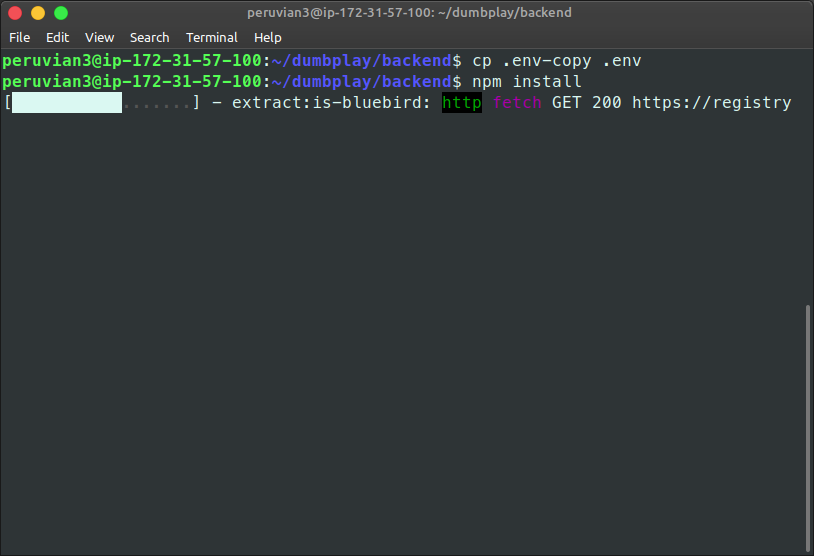 peruvian3@ip-172-31-57-100: ~/dumbplay/backend
File Edit View Search Terminal Help
peruvian3@ip-172-31-57-100:~/dumbplay/backend$ cp .env-copy .env
peruvian3@ip-172-31-57-100:~/dumbplay/backend$ npm install
[           .......] - extract:is-bluebird: http fetch GET 200 https://registry